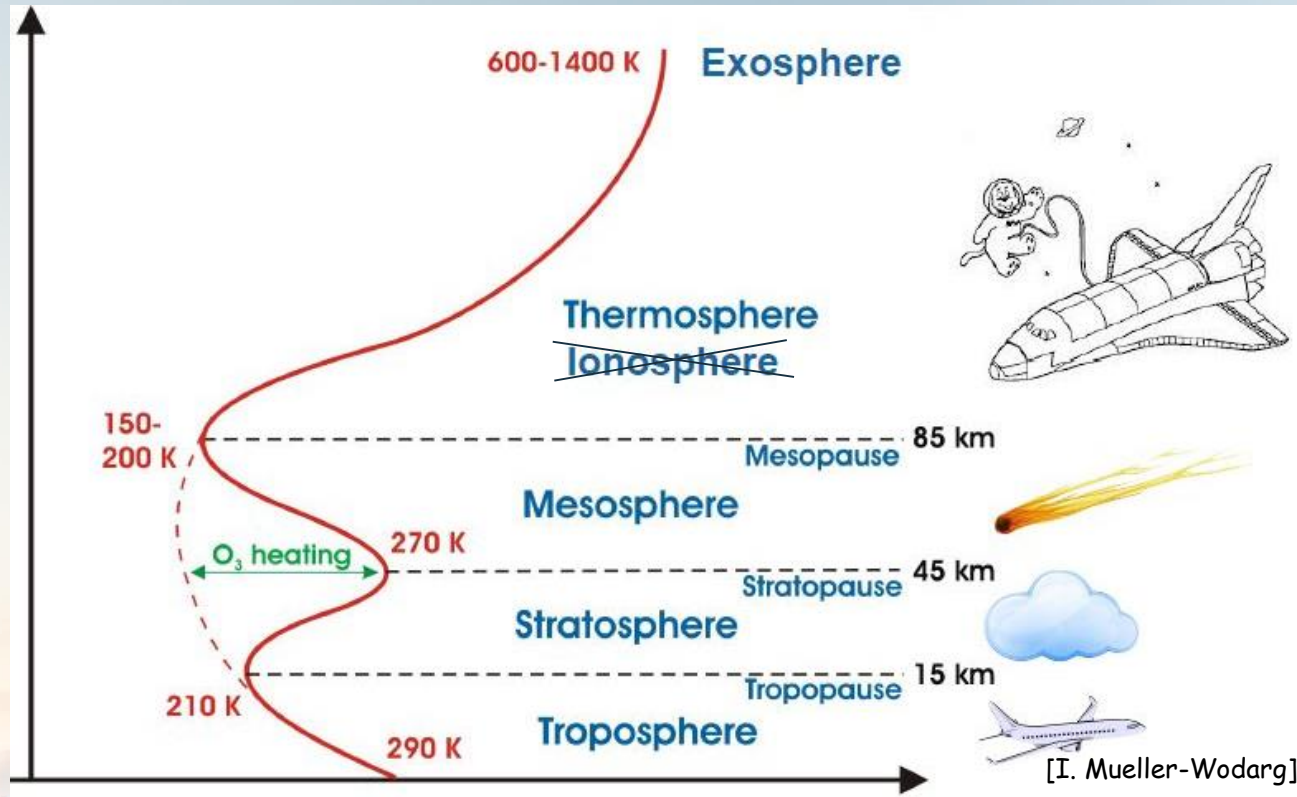 600-1400 K
Exosphere
Thermosphere
Ionosphere
150-
200 K
85 km
Mesopause
Mesosphere
270 K
O₃ heating
45 km
Stratopause
Stratosphere
15 km
Tropopause
210 K
Troposphere
290 K
[I. Mueller-Wodarg]